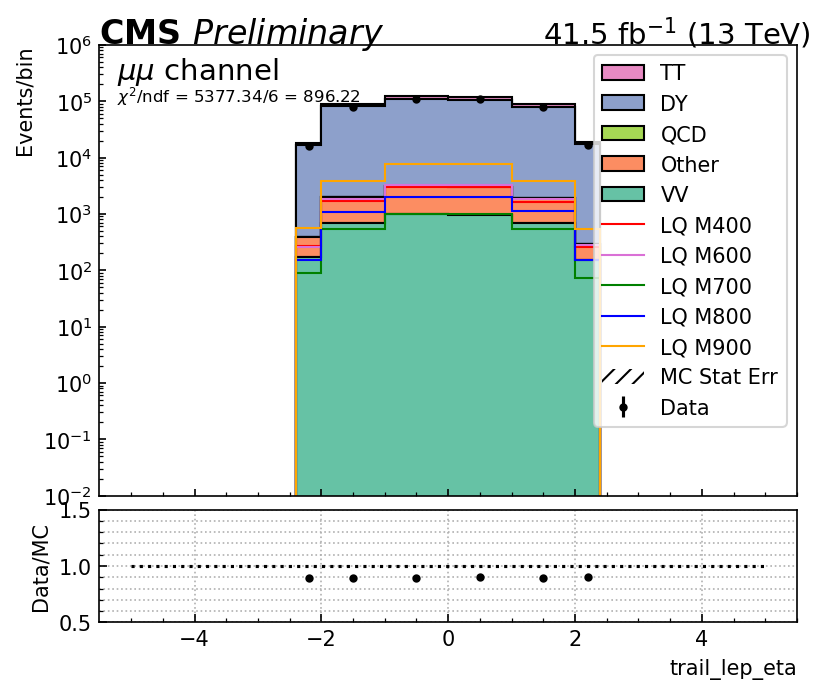 CMS Preliminary 41.5 fb⁻¹ (13 TeV)
Events/bin
10⁶
10⁵
10⁴
10³
10²
10¹
10⁰
10⁻¹
10⁻²
μμ channel
χ²/ndf = 5377.34/6 = 896.22
TT
DY
QCD
Other
VV
LQ M400
LQ M600
LQ M700
LQ M800
LQ M900
MC Stat Err
Data
Data/MC
1.5
1.0
0.5
−4 −2 0 2 4
trail_lep_eta